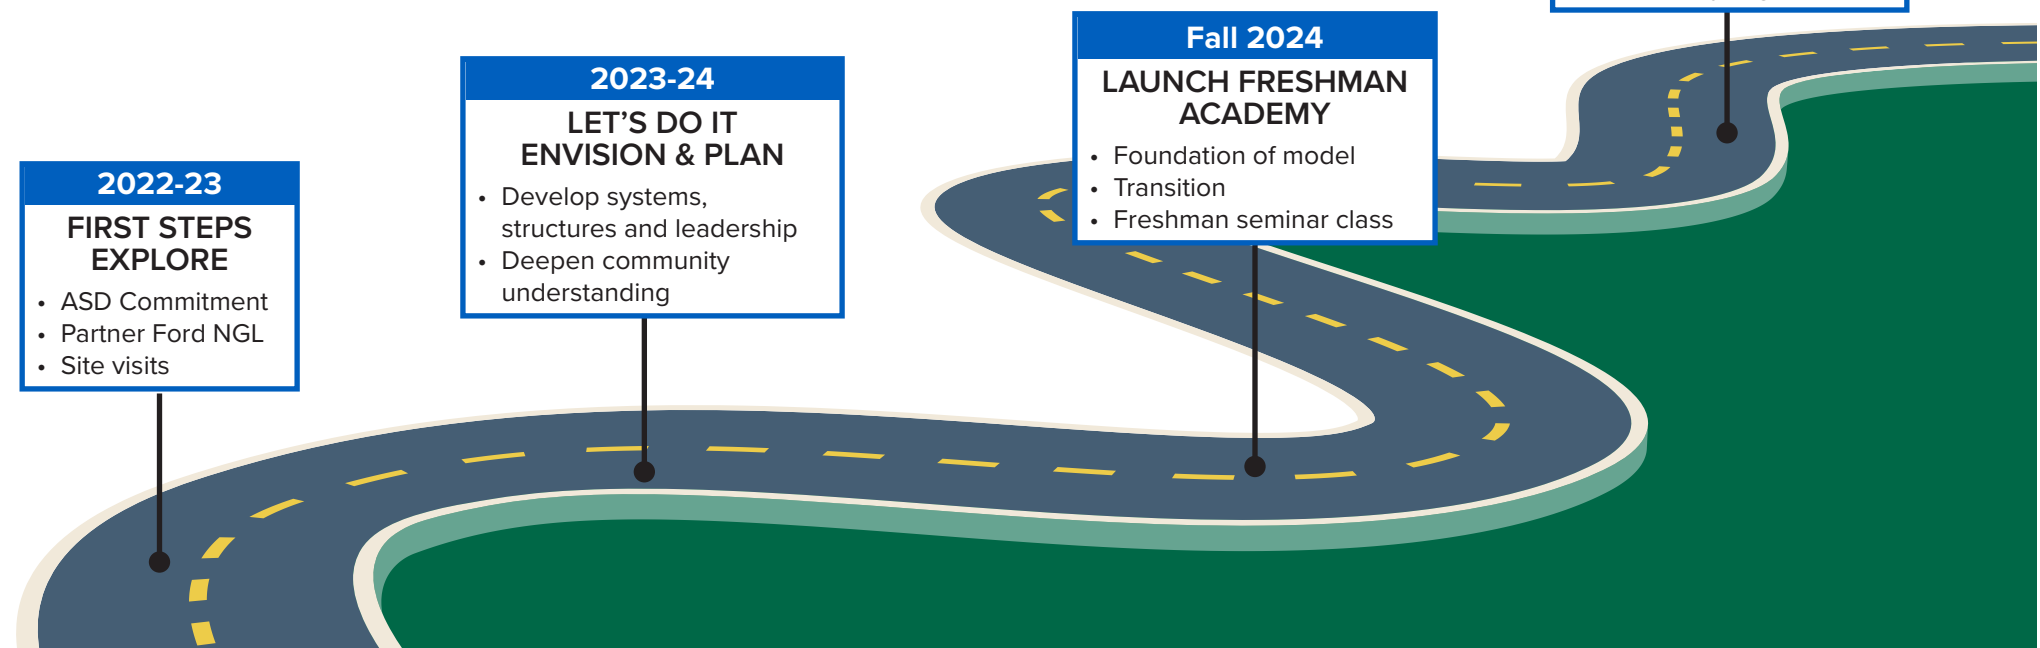 2022-23
FIRST STEPS
EXPLORE
• ASD Commitment
• Partner Ford NGL
• Site visits
2023-24
LET’S DO IT
ENVISION & PLAN
• Develop systems,
structures and leadership
• Deepen community
understanding
Fall 2024
LAUNCH FRESHMAN
ACADEMY
• Foundation of model
• Transition
• Freshman seminar class